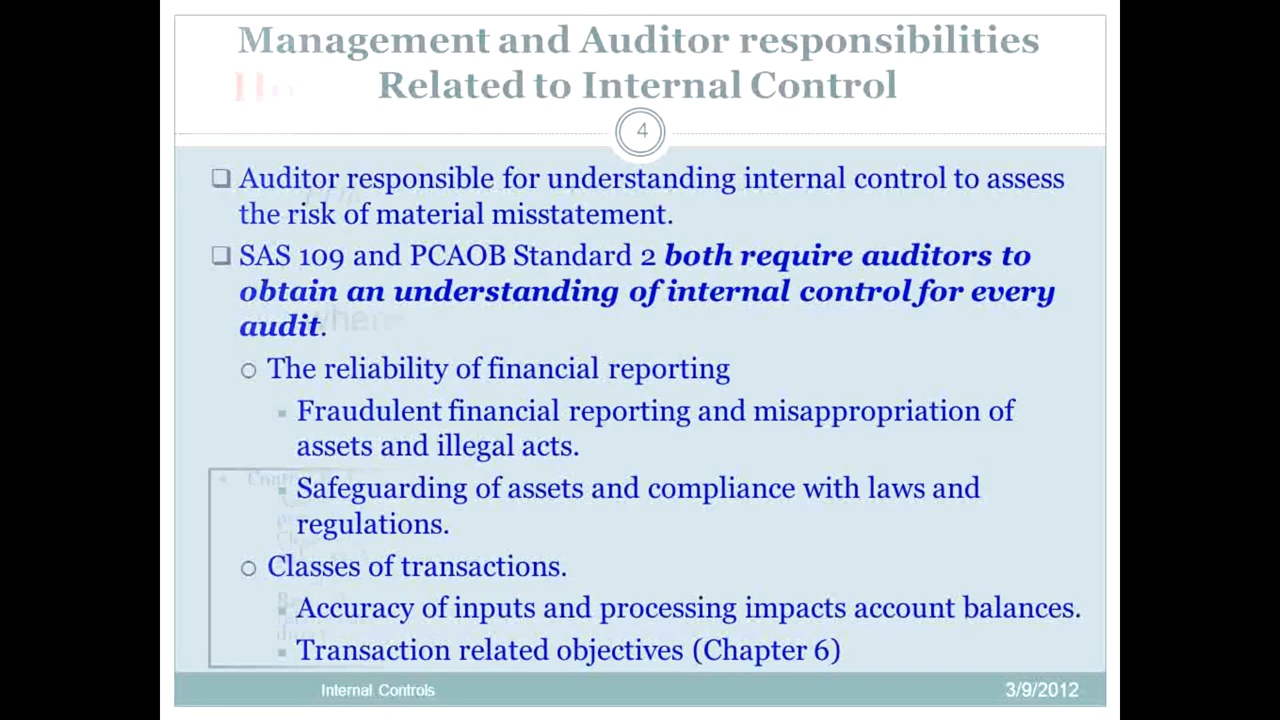 Management and Auditor responsibilities
Related to Internal Control
4
Auditor responsible for understanding internal control to assess
the risk of material misstatement.
SAS 109 and PCAOB Standard 2 both require auditors to
obtain an understanding of internal control for every
audit.
The reliability of financial reporting
Fraudulent financial reporting and misappropriation of
assets and illegal acts.
Safeguarding of assets and compliance with laws and
regulations.
Classes of transactions.
Accuracy of inputs and processing impacts account balances.
Transaction related objectives (Chapter 6)
Internal Controls
3/9/2012